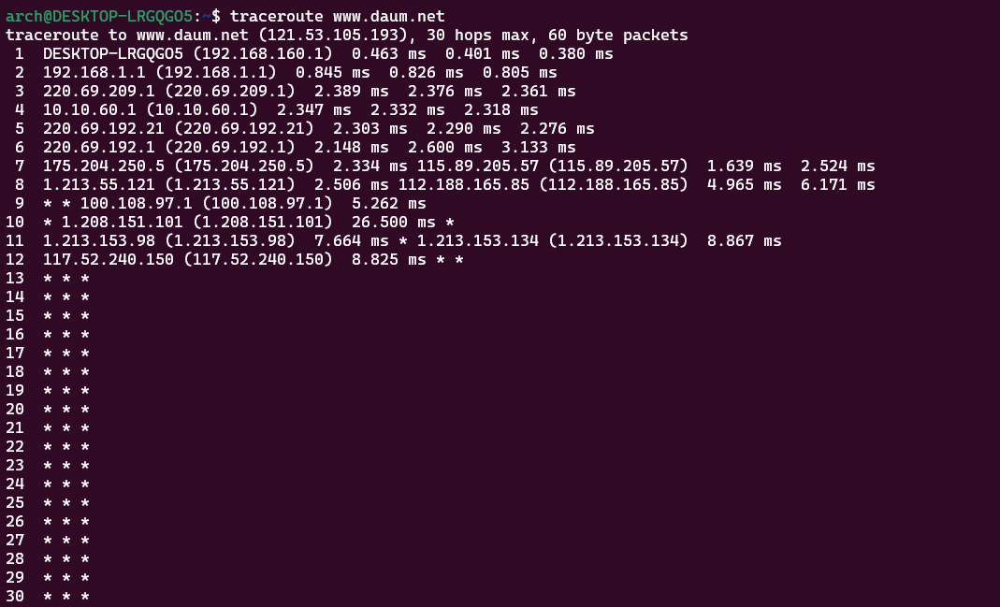 arch@DESKTOP-LRGQGO5:~$ traceroute www.daum.net
traceroute to www.daum.net (121.53.105.193), 30 hops max, 60 byte packets
 1  DESKTOP-LRGQGO5 (192.168.160.1)  0.463 ms  0.401 ms  0.380 ms
 2  192.168.1.1 (192.168.1.1)  0.845 ms  0.826 ms  0.805 ms
 3  220.69.209.1 (220.69.209.1)  2.389 ms  2.376 ms  2.361 ms
 4  10.10.60.1 (10.10.60.1)  2.347 ms  2.332 ms  2.318 ms
 5  220.69.192.21 (220.69.192.21)  2.303 ms  2.290 ms  2.276 ms
 6  220.69.192.1 (220.69.192.1)  2.148 ms  2.600 ms  3.133 ms
 7  175.204.250.5 (175.204.250.5)  2.334 ms 115.89.205.57 (115.89.205.57)  1.639 ms  2.524 ms
 8  1.213.55.121 (1.213.55.121)  2.506 ms 112.188.165.85 (112.188.165.85)  4.965 ms  6.171 ms
 9  * * 100.108.97.1 (100.108.97.1)  5.262 ms
10  * 1.208.151.101 (1.208.151.101)  26.500 ms *
11  1.213.153.98 (1.213.153.98)  7.664 ms * 1.213.153.134 (1.213.153.134)  8.867 ms
12  117.52.240.150 (117.52.240.150)  8.825 ms * *
13  * * *
14  * * *
15  * * *
16  * * *
17  * * *
18  * * *
19  * * *
20  * * *
21  * * *
22  * * *
23  * * *
24  * * *
25  * * *
26  * * *
27  * * *
28  * * *
29  * * *
30  * * *